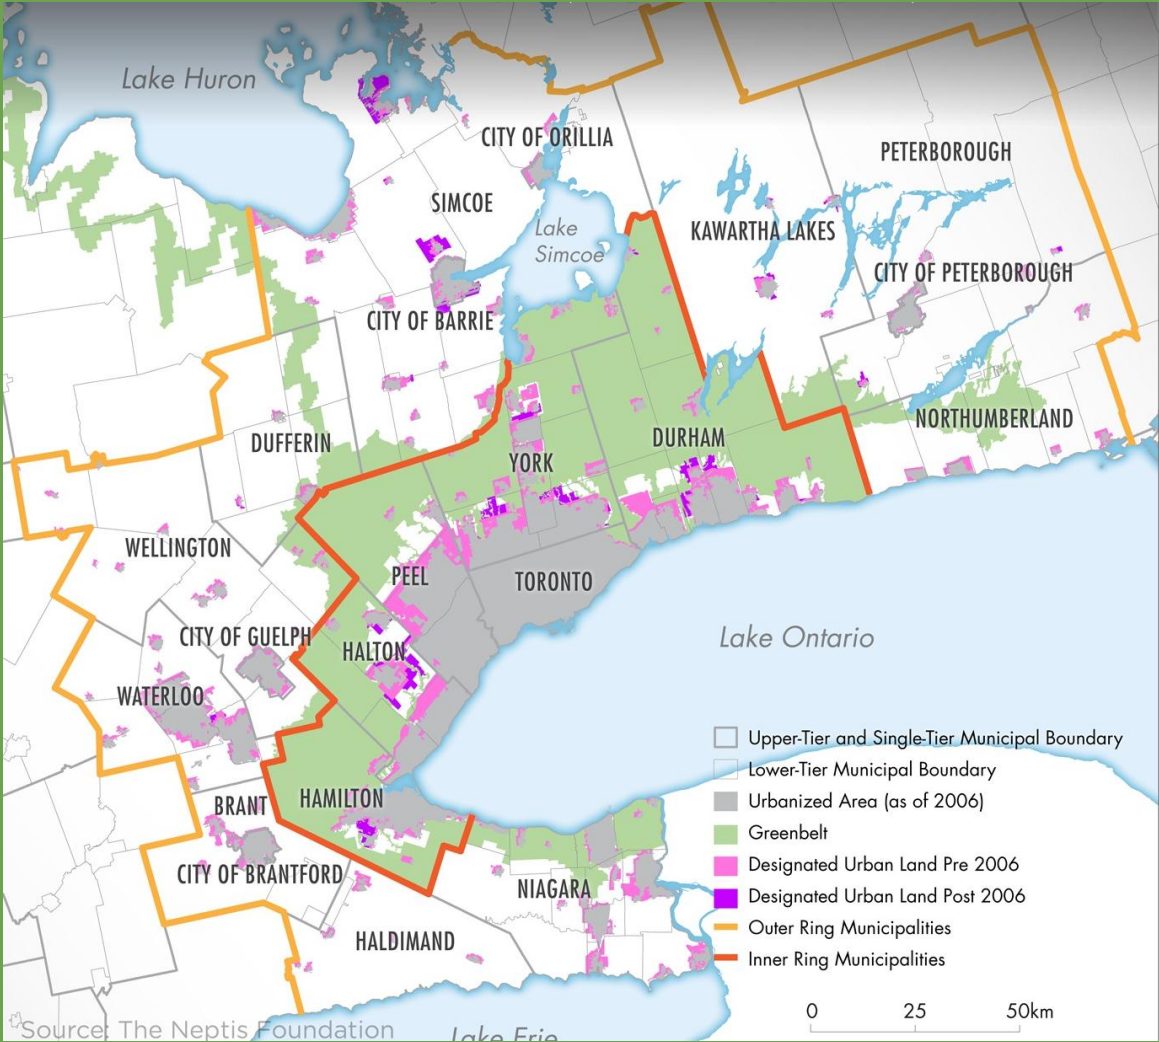 Lake Huron
CITY OF ORILLIA
PETERBOROUGH
SIMCOE
KAWARTHA LAKES
Lake
Simcoe
CITY OF PETERBOROUGH
CITY OF BARRIE
NORTHUMBERLAND
DUFFERIN
DURHAM
YORK
WELLINGTON
PEEL
TORONTO
CITY OF GUELPH
HALTON
Lake Ontario
WATERLOO
Upper-Tier and Single-Tier Municipal Boundary
Lower-Tier Municipal Boundary
Urbanized Area (as of 2006)
BRANT
HAMILTON
Greenbelt
Designated Urban Land Pre 2006
CITY OF BRANTFORD
NIAGARA
Designated Urban Land Post 2006
Outer Ring Municipalities
HALDIMAND
Inner Ring Municipalities
0 25 50km
Source: The Neptis Foundation
Lake Erie